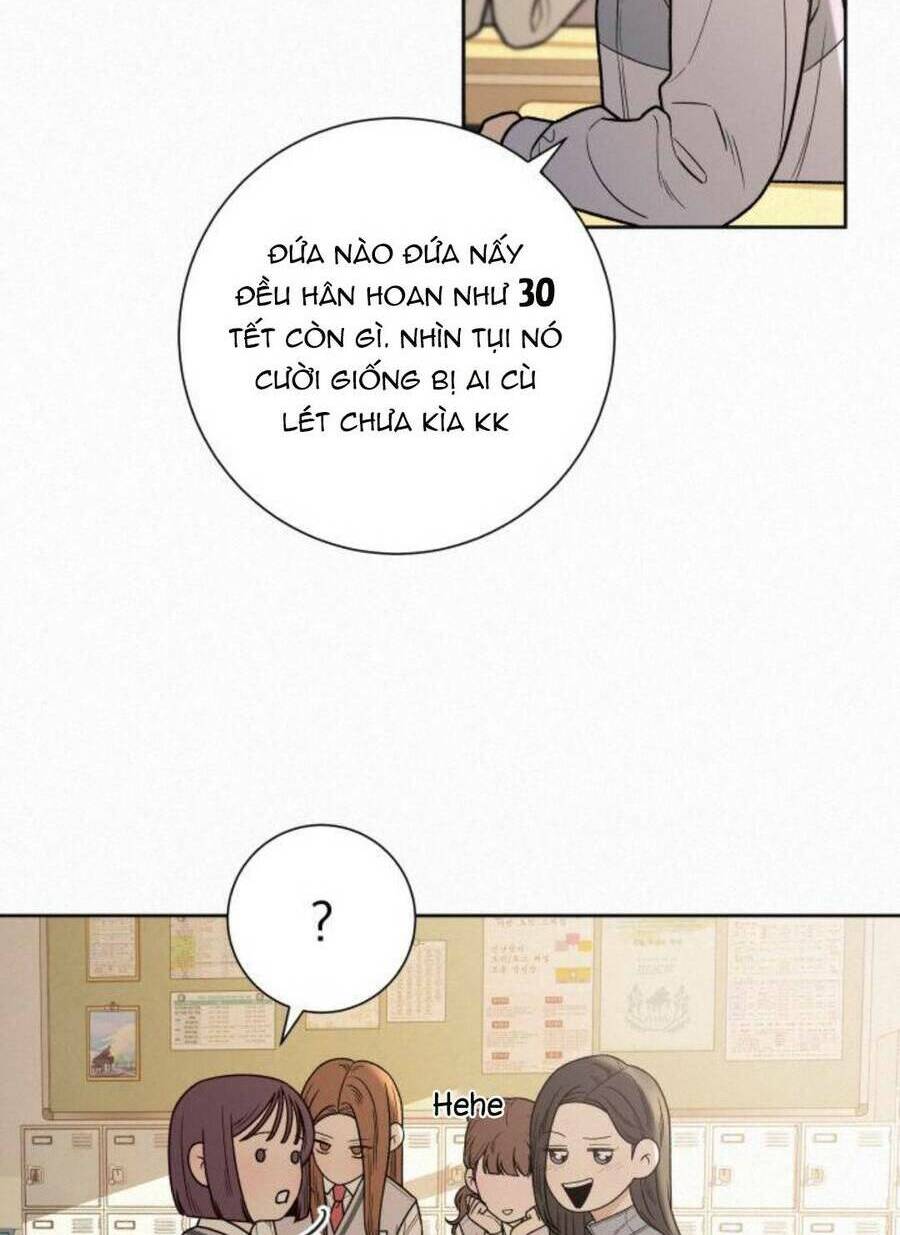 ĐỨA NÀO ĐỨA NẤY
ĐỀU HÂN HOAN NHƯ 30
TẾT CÒN GÌ. NHÌN TỤI NÓ
CƯỜI GIỐNG BỊ AI CÙ
LÉT CHƯA KÌA KK
?
Hehe